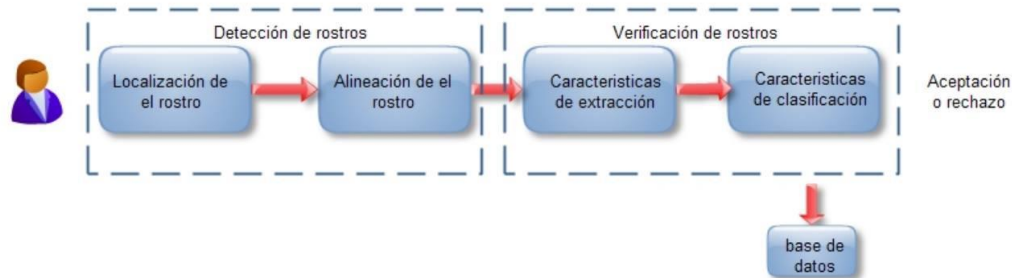 Detección de rostros
Localización de
el rostro
Alineación de el
rostro
Verificación de rostros
Caracteristicas
de extracción
Caracteristicas
de clasificación
Aceptación
o rechazo
base de
datos